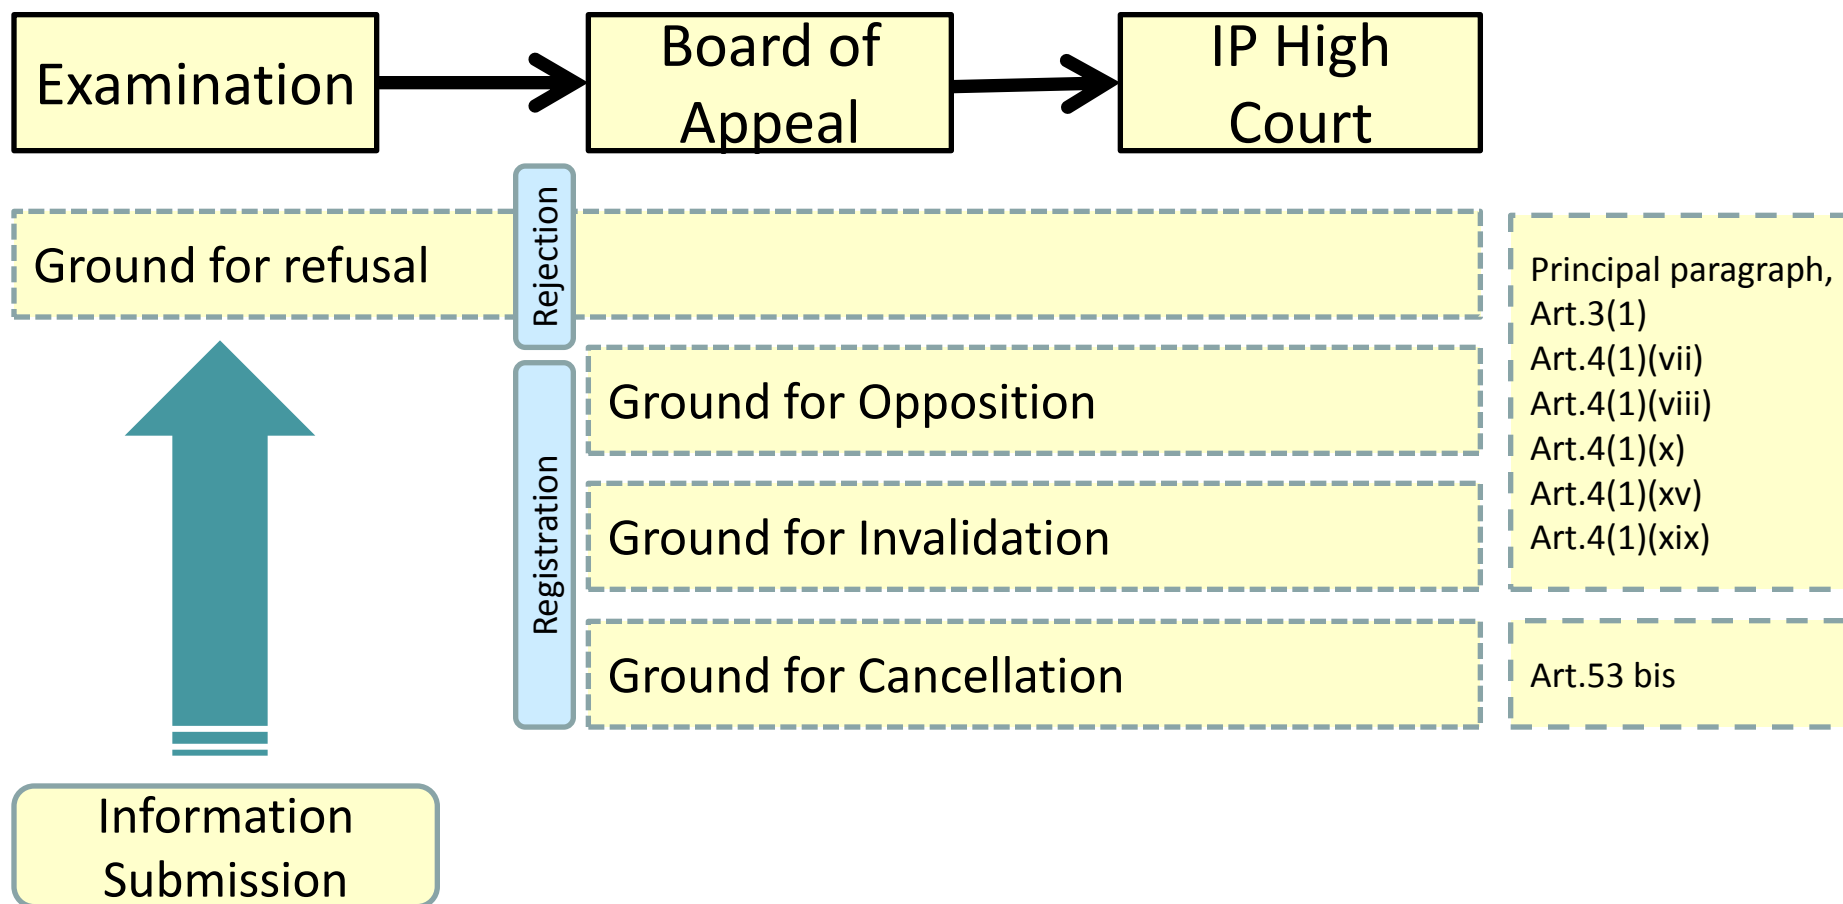 Examination
Board of
Appeal
IP High
Court
Rejection
Ground for refusal
Principal paragraph,
Art.3(1)
Art.4(1)(vii)
Art.4(1)(viii)
Art.4(1)(x)
Art.4(1)(xv)
Art.4(1)(xix)
Registration
Ground for Opposition
Ground for Invalidation
Ground for Cancellation
Art.53 bis
Information
Submission